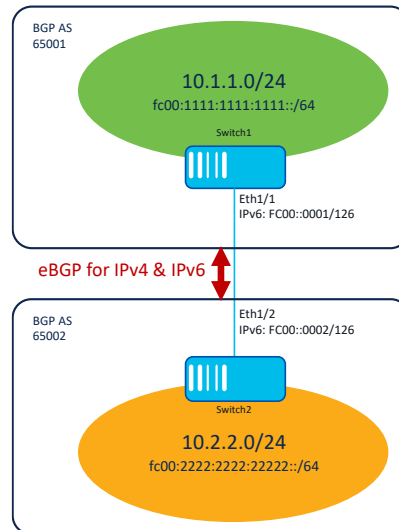 BGP AS
65001
10.1.1.0/24
fc00:1111:1111:1111::/64
Switch1
Eth1/1
IPv6: FC00::0001/126
eBGP for IPv4 & IPv6
BGP AS
65002
Eth1/2
IPv6: FC00::0002/126
Switch2
10.2.2.0/24
fc00:2222:2222:22222::/64